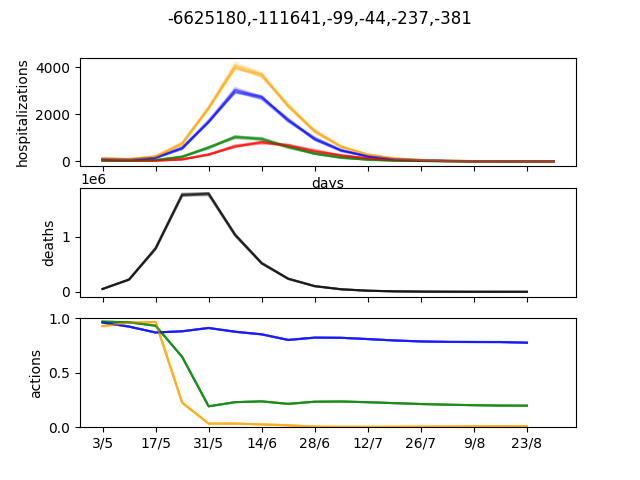 -6625180,-111641,-99,-44,-237,-381
hospitalizations
4000
2000
0
days
1e6
deaths
1
0
actions
1.0
0.5
0.0
3/5 17/5 31/5 14/6 28/6 12/7 26/7 9/8 23/8